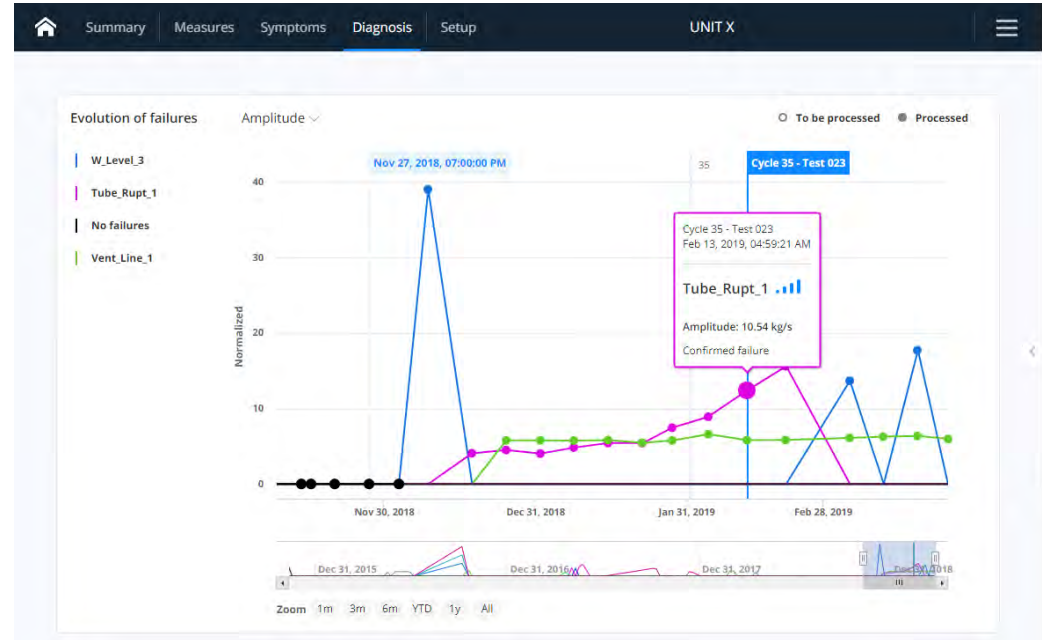 Summary Measures Symptoms Diagnosis Setup UNIT X
Evolution of failures Amplitude To be processed Processed
W_Level_3
Tube_Rupt_1
No failures
Vent_Line_1
Nov 27, 2018, 07:00:00 PM
35
Cycle 35 - Test 023
40
30
20
10
0
Normalized
Cycle 35 - Test 023
Feb 13, 2019, 04:59:21 AM
Tube_Rupt_1
Amplitude: 10.54 kg/s
Confirmed failure
Nov 30, 2018 Dec 31, 2018 Jan 31, 2019 Feb 28, 2019
Dec 31, 2015 Dec 31, 2016 Dec 31, 2017 Dec 31, 2018
Zoom 1m 3m 6m YTD 1y All